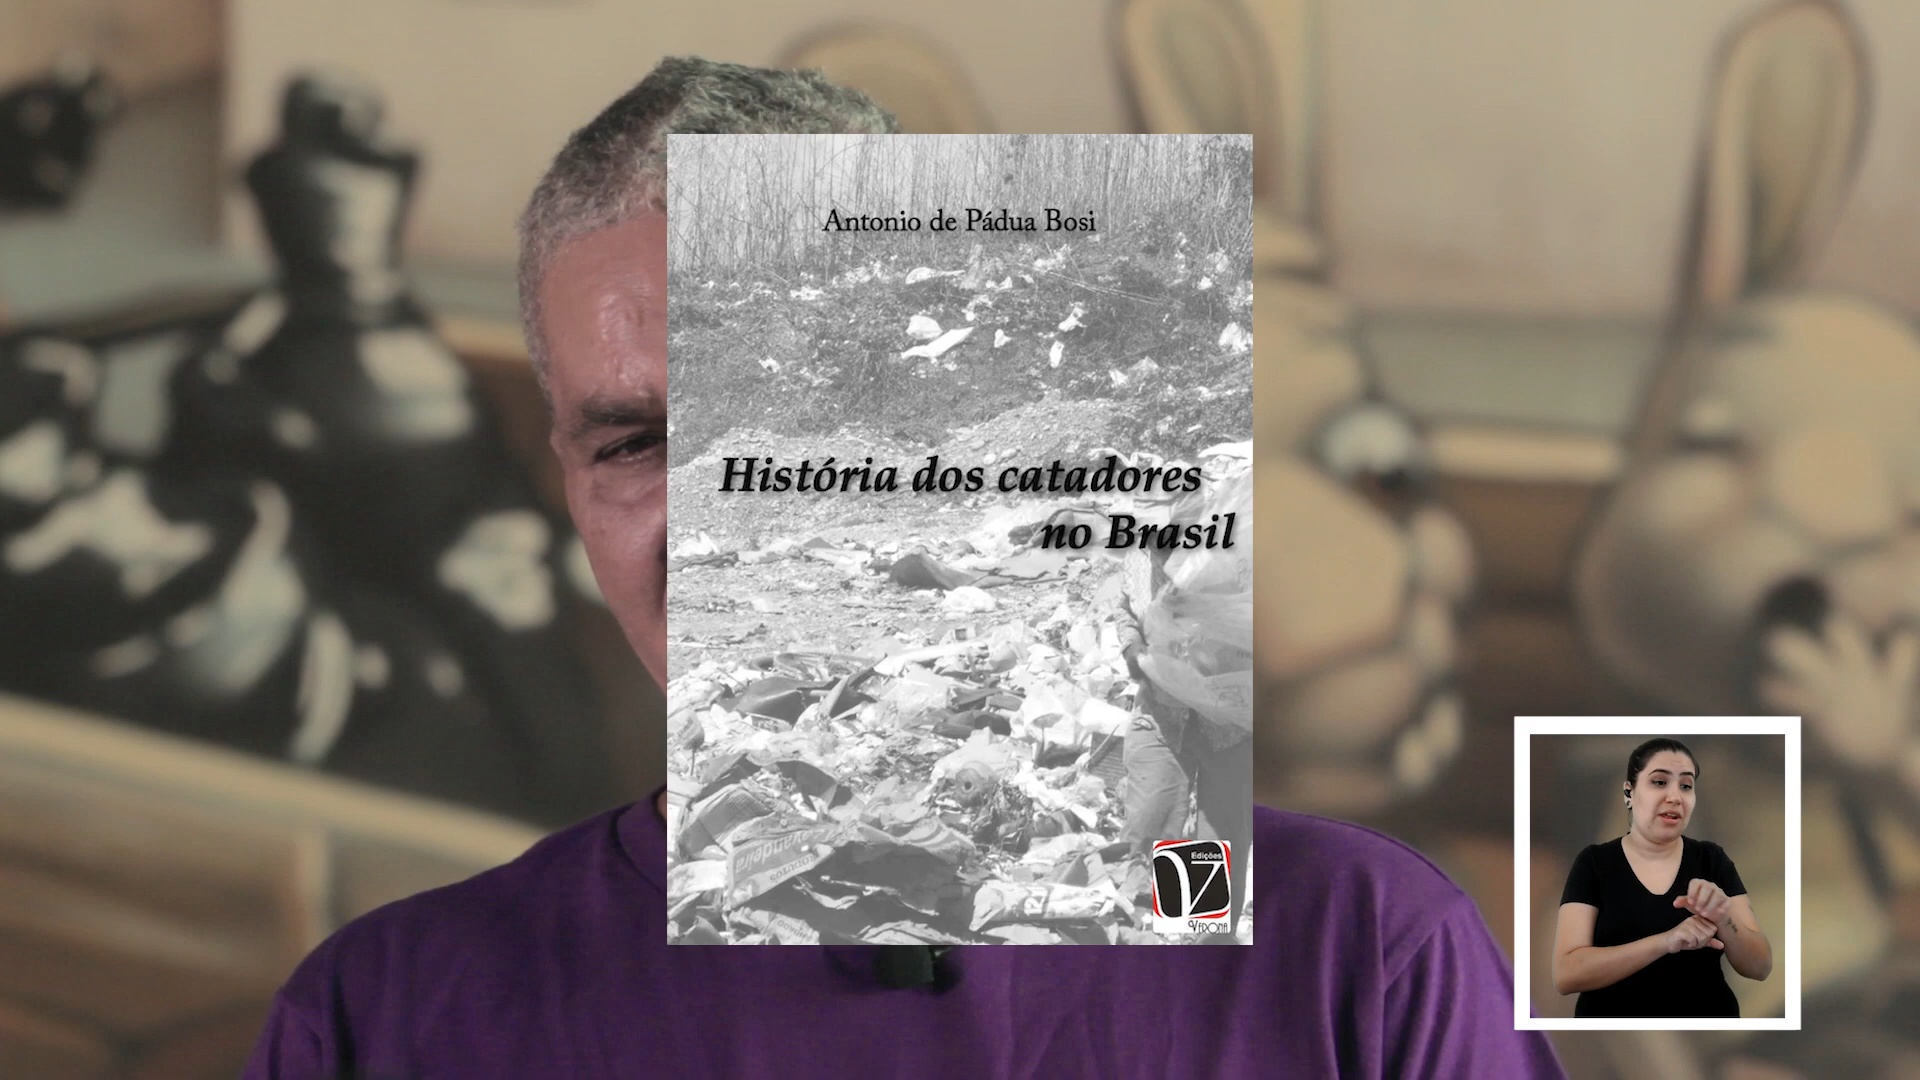 Antonio de Pádua Bosi
História dos catadores
no Brasil
Edições
VERONA